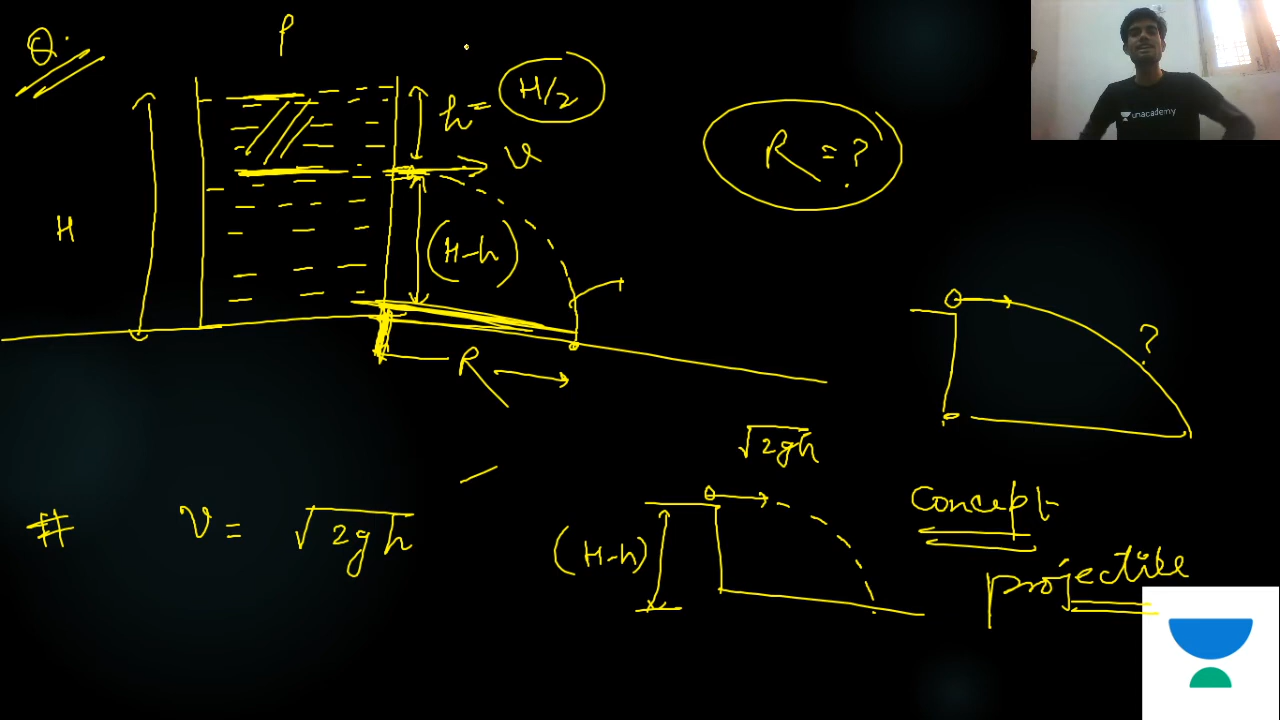 Q.
ρ
h = H/2
v
R = ?
H
(H-h)
R
?
# v = √2gh
√2gh
(H-h)
Concept
projectile
unacademy